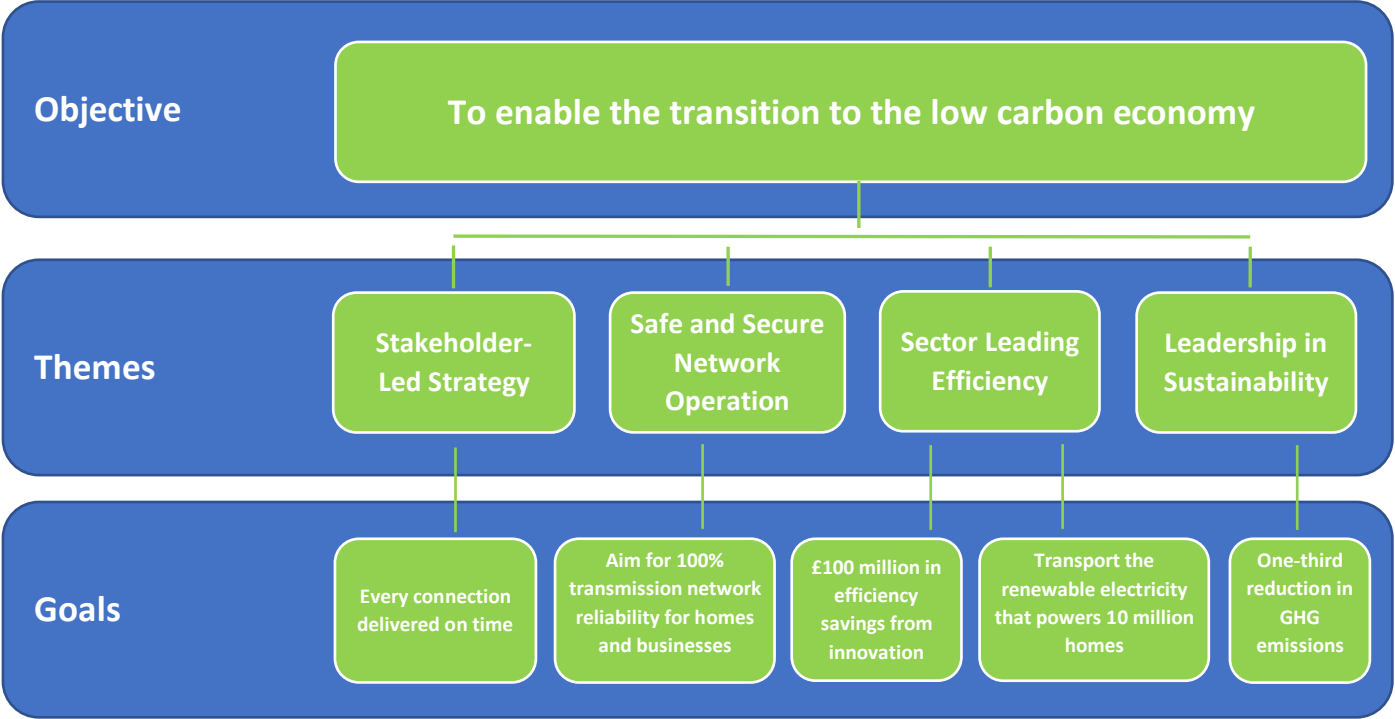 Objective
To enable the transition to the low carbon economy
Themes
Stakeholder-
Led Strategy
Safe and Secure
Network
Operation
Sector Leading
Efficiency
Leadership in
Sustainability
Goals
Every connection
delivered on time
Aim for 100%
transmission network
reliability for homes
and businesses
£100 million in
efficiency
savings from
innovation
Transport the
renewable electricity
that powers 10 million
homes
One-third
reduction in
GHG
emissions